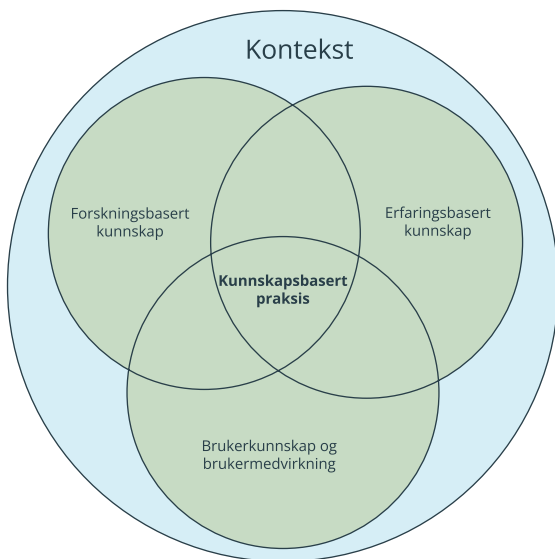 Kontekst
Forskningsbasert
kunnskap
Erfaringsbasert
kunnskap
Kunnskapsbasert
praksis
Brukerkunnskap og
brukermedvirkning